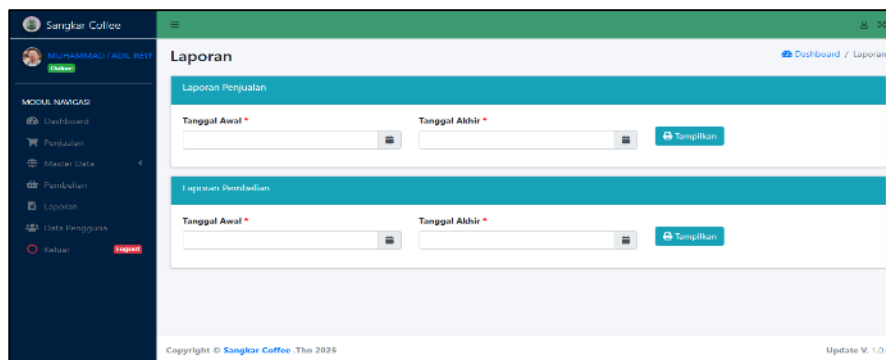 Sangkar Coffee
MUHAMMAD FADIL REYF
Online
MODUL NAVIGASI
Dashboard
Penjualan
Master Data
Pembelian
Laporan
Data Pengguna
Keluar Logout
Laporan
Dashboard / Laporan
Laporan Penjualan
Tanggal Awal *
Tanggal Akhir *
Tampilkan
Laporan Pembelian
Tanggal Awal *
Tanggal Akhir *
Tampilkan
Copyright © Sangkar Coffee .Thn 2025
Update V. 1.0